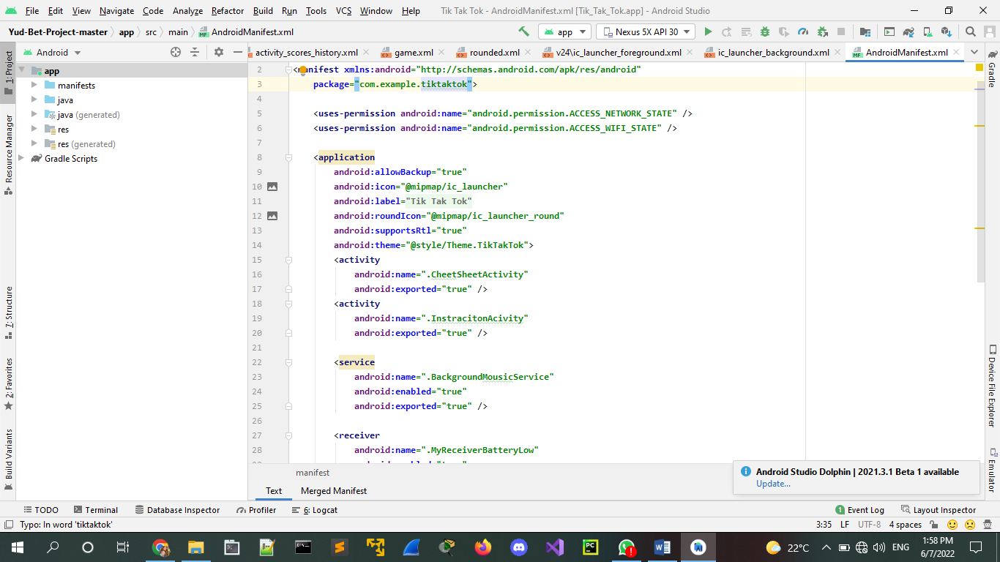 File Edit View Navigate Code Analyze Refactor Build Run Tools VCS Window Help Tik Tak Tok - AndroidManifest.xml [Tik_Tak_Tok.app] - Android Studio
Yud-Bet-Project-master app src main AndroidManifest.xml app Nexus 5X API 30
Android activity_scores_history.xml game.xml rounded.xml v24\ic_launcher_foreground.xml ic_launcher_background.xml AndroidManifest.xml
1: Project
Resource Manager
7: Structure
2: Favorites
Build Variants
app
manifests
java
java (generated)
res
res (generated)
Gradle Scripts
2 <manifest xmlns:android="http://schemas.android.com/apk/res/android"
3 package="com.example.tiktaktok">
4
5 <uses-permission android:name="android.permission.ACCESS_NETWORK_STATE" />
6 <uses-permission android:name="android.permission.ACCESS_WIFI_STATE" />
7
8 <application
9 android:allowBackup="true"
10 android:icon="@mipmap/ic_launcher"
11 android:label="Tik Tak Tok"
12 android:roundIcon="@mipmap/ic_launcher_round"
13 android:supportsRtl="true"
14 android:theme="@style/Theme.TikTakTok">
15 <activity
16 android:name=".CheetSheetActivity"
17 android:exported="true" />
18 <activity
19 android:name=".InstracitonAcivity"
20 android:exported="true" />
21
22 <service
23 android:name=".BackgroundMousicService"
24 android:enabled="true"
25 android:exported="true" />
26
27 <receiver
28 android:name=".MyReceiverBatteryLow"
Gradle
Device File Explorer
Emulator
manifest
Text Merged Manifest
Android Studio Dolphin | 2021.3.1 Beta 1 available
Update...
TODO Terminal Database Inspector Profiler 6: Logcat 1 Event Log Layout Inspector
Typo: In word 'tiktaktok' 3:35 LF UTF-8 4 spaces
22°C ENG 1:58 PM
6/7/2022